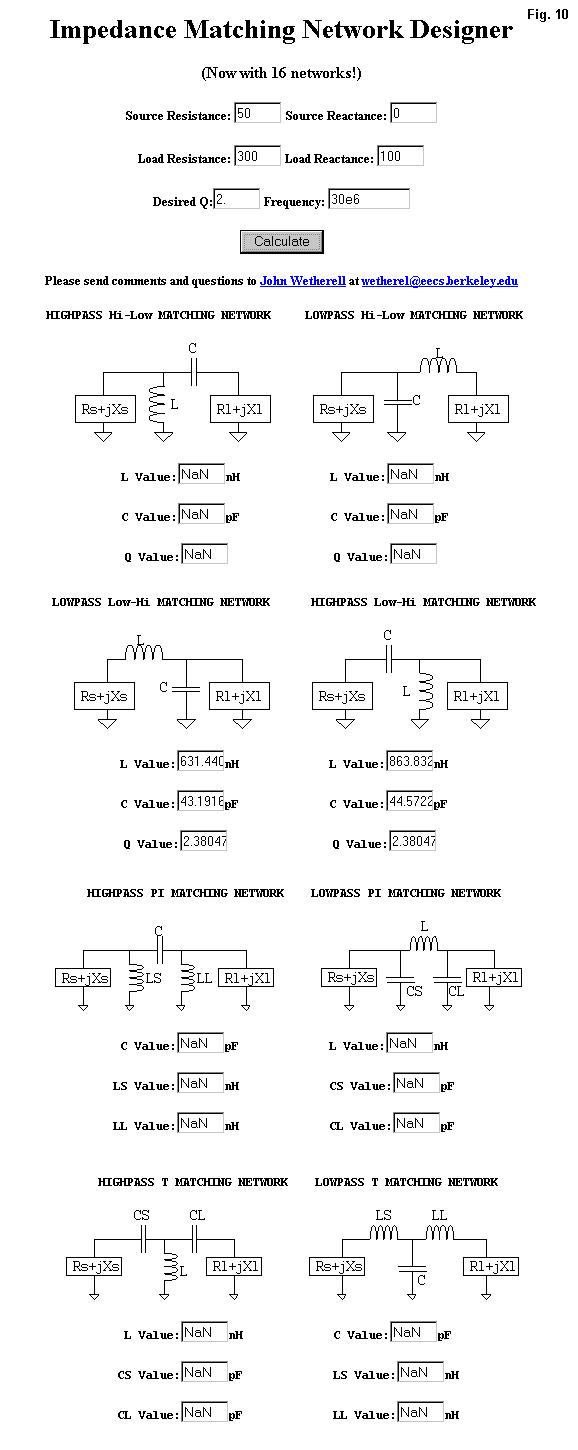 Fig. 10
Impedance Matching Network Designer
(Now with 16 networks!)
Source Resistance: 50 Source Reactance: 0
Load Resistance: 300 Load Reactance: 100
Desired Q: 2. Frequency: 30e6
Calculate
Please send comments and questions to John Wetherell at wetherel@eecs.berkeley.edu
HIGHPASS Hi-Low MATCHING NETWORK LOWPASS Hi-Low MATCHING NETWORK
C L
Rs+jXs L Rl+jXl Rs+jXs C Rl+jXl
L Value: NaN nH L Value: NaN nH
C Value: NaN pF C Value: NaN pF
Q Value: NaN Q Value: NaN
LOWPASS Low-Hi MATCHING NETWORK HIGHPASS Low-Hi MATCHING NETWORK
L C
Rs+jXs C Rl+jXl Rs+jXs L Rl+jXl
L Value: 631.440 nH L Value: 863.832 nH
C Value: 43.1916 pF C Value: 44.5722 pF
Q Value: 2.38047 Q Value: 2.38047
HIGHPASS PI MATCHING NETWORK LOWPASS PI MATCHING NETWORK
C L
Rs+jXs LS LL Rl+jXl Rs+jXs CS CL Rl+jXl
C Value: NaN pF L Value: NaN nH
LS Value: NaN nH CS Value: NaN pF
LL Value: NaN nH CL Value: NaN pF
HIGHPASS T MATCHING NETWORK LOWPASS T MATCHING NETWORK
CS CL LS LL
Rs+jXs L Rl+jXl Rs+jXs C Rl+jXl
L Value: NaN nH C Value: NaN pF
CS Value: NaN pF LS Value: NaN nH
CL Value: NaN pF LL Value: NaN nH